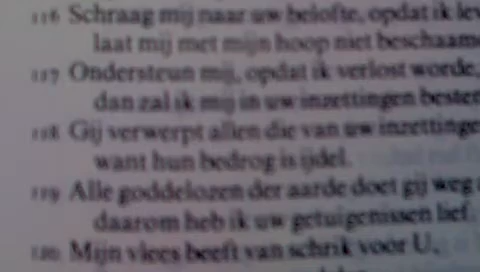 116 Schraag mij naar uw belofte, opdat ik
laat mij met mijn hoop niet
117 Ondersteun mij, opdat ik verlost worde,
dan zal ik mij in uw inzettingen
118 Gij verwerpt allen die van uw
want hun bedrog is ijdel.
119 Alle goddelozen der aarde doet gij weg
daarom heb ik uw getuigenissen lief.
120 Mijn vlees heeft van schrik voor U,